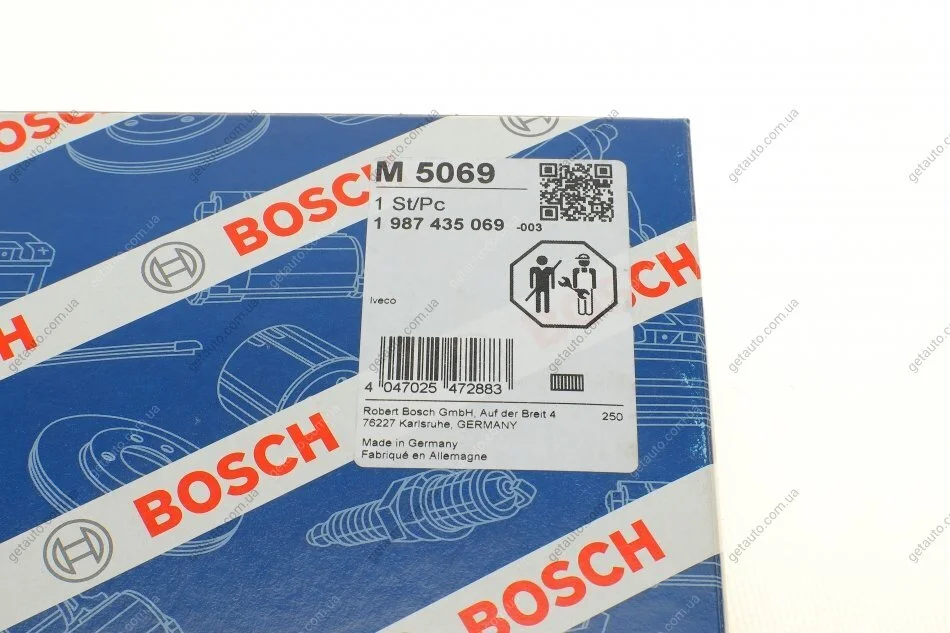 BOSCH
M 5069
1 St/Pc
1 987 435 069 -003
BOSCH
Iveco
4 047025 472883
Robert Bosch GmbH, Auf der Breit 4 250
76227 Karlsruhe, GERMANY
Made in Germany
Fabriqué en Allemagne
BOSCH
BOSCH
getauto.com.ua